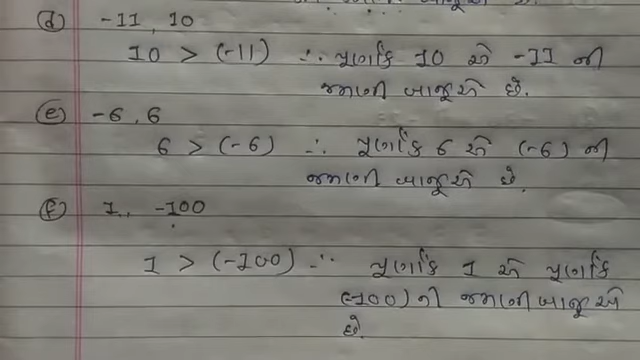 (d) -11, 10
10 > (-11) ∴ પૂર્ણાંક 10 એ -11 ની
જમણી બાજુએ છે.
(e) -6, 6
6 > (-6) ∴ પૂર્ણાંક 6 એ (-6) ની
જમણી બાજુએ છે.
(f) 1, -100
1 > (-100) ∴ પૂર્ણાંક 1 એ પૂર્ણાંક
(-100) ની જમણી બાજુએ
છે.